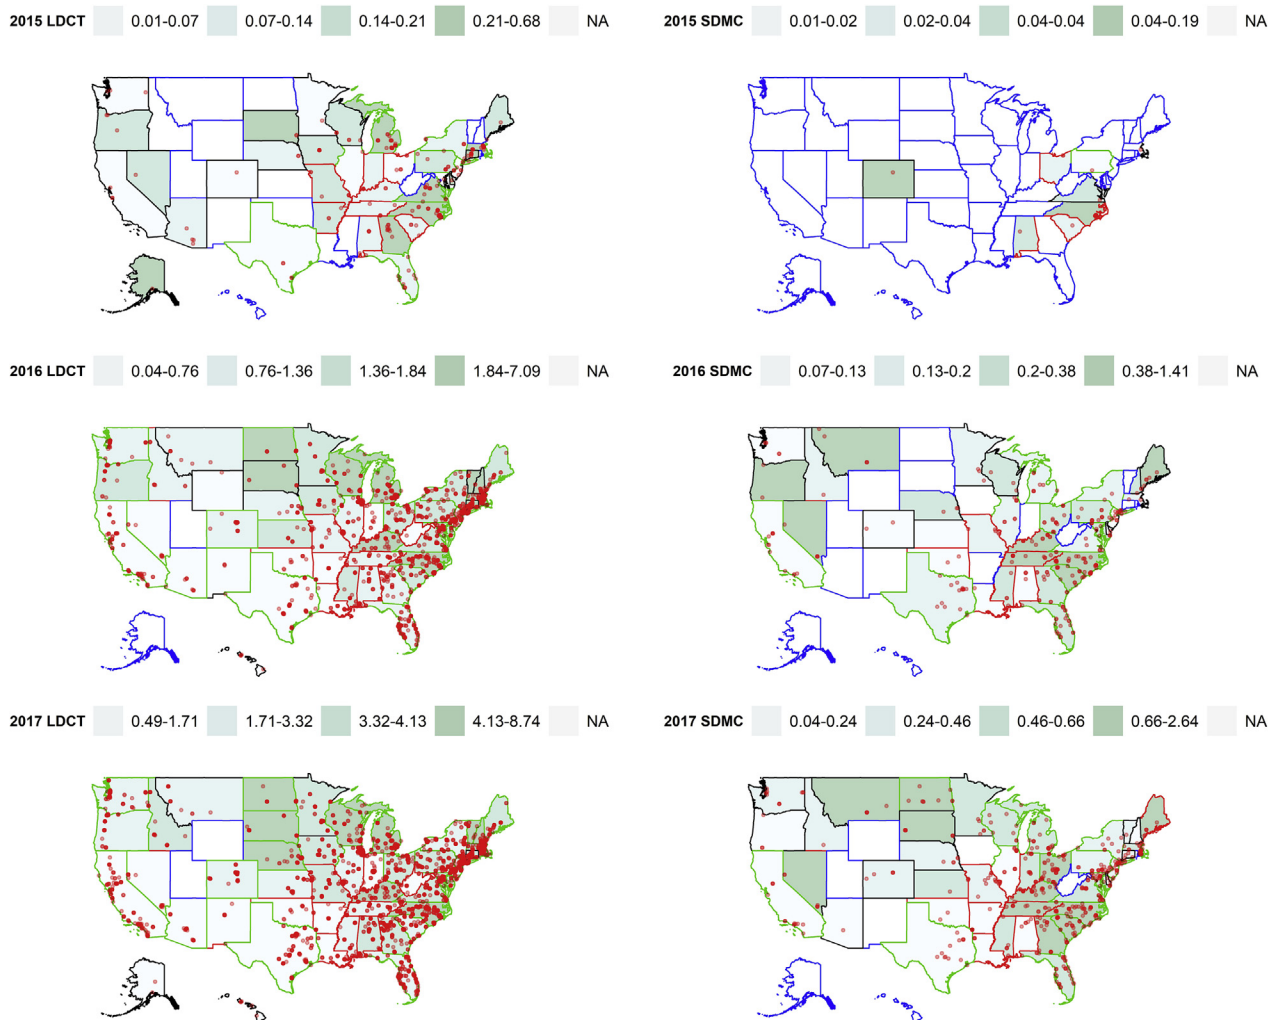 2015 LDCT 0.01-0.07 0.07-0.14 0.14-0.21 0.21-0.68 NA
2015 SDMC 0.01-0.02 0.02-0.04 0.04-0.04 0.04-0.19 NA
2016 LDCT 0.04-0.76 0.76-1.36 1.36-1.84 1.84-7.09 NA
2016 SDMC 0.07-0.13 0.13-0.2 0.2-0.38 0.38-1.41 NA
2017 LDCT 0.49-1.71 1.71-3.32 3.32-4.13 4.13-8.74 NA
2017 SDMC 0.04-0.24 0.24-0.46 0.46-0.66 0.66-2.64 NA